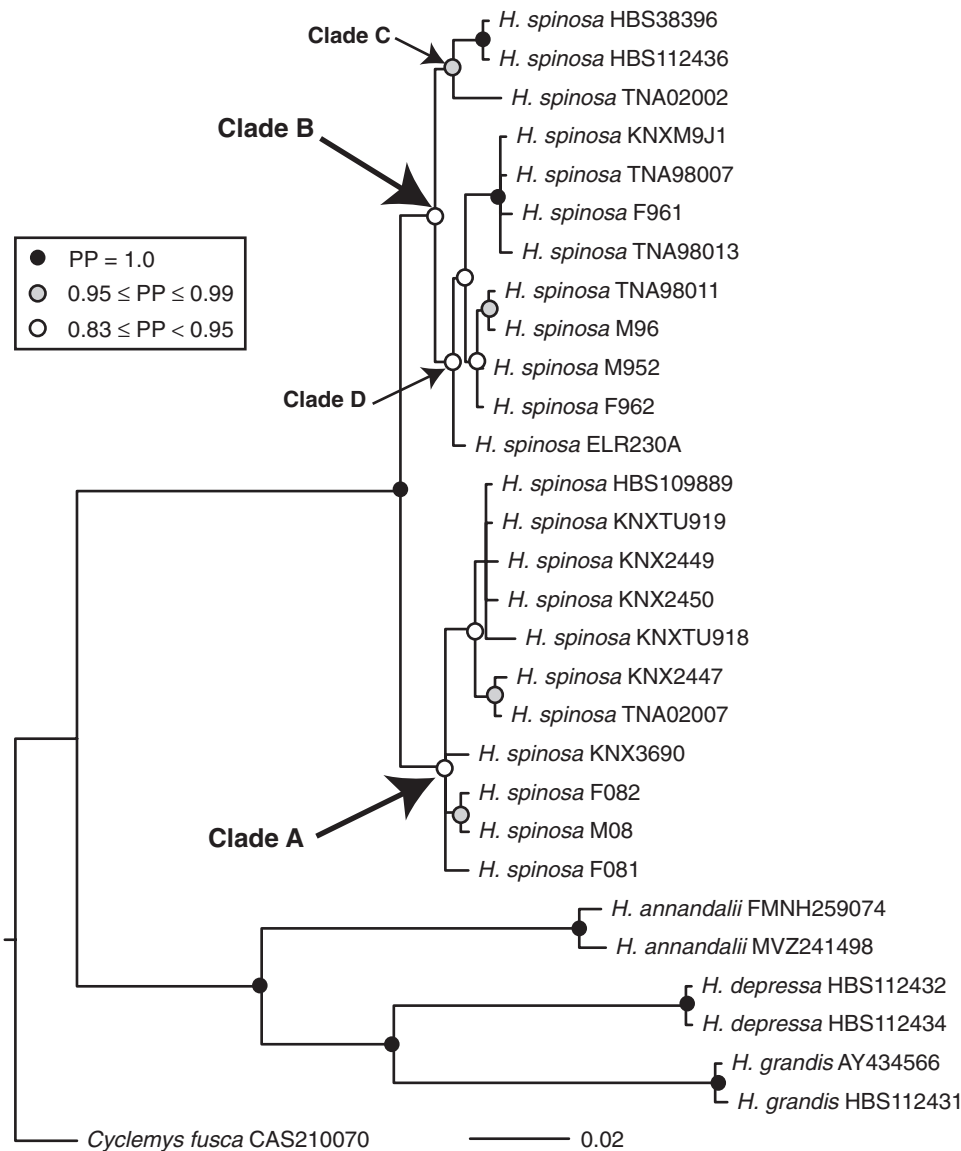 H. spinosa HBS38396
Clade C
H. spinosa HBS112436
H. spinosa TNA02002
Clade B
H. spinosa KNXM9J1
H. spinosa TNA98007
H. spinosa F961
H. spinosa TNA98013
PP = 1.0
0.95 ≤ PP ≤ 0.99
0.83 ≤ PP < 0.95
H. spinosa TNA98011
H. spinosa M96
H. spinosa M952
Clade D
H. spinosa F962
H. spinosa ELR230A
H. spinosa HBS109889
H. spinosa KNXTU919
H. spinosa KNX2449
H. spinosa KNX2450
H. spinosa KNXTU918
H. spinosa KNX2447
H. spinosa TNA02007
H. spinosa KNX3690
H. spinosa F082
H. spinosa M08
Clade A
H. spinosa F081
H. annandalii FMNH259074
H. annandalii MVZ241498
H. depressa HBS112432
H. depressa HBS112434
H. grandis AY434566
H. grandis HBS112431
Cyclemys fusca CAS210070
0.02